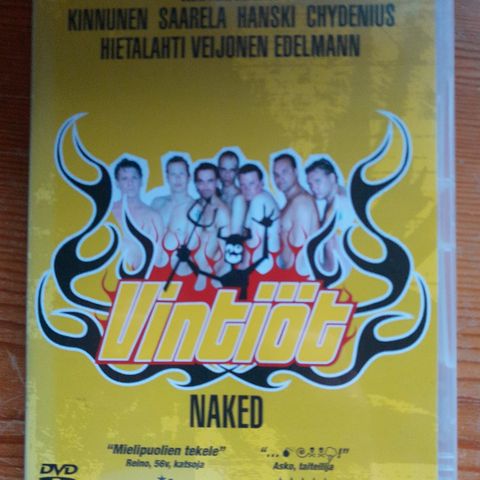 KINNUNEN SAARELA HANSKI CHYDENIUS
HIETALAHTI VEIJONEN EDELMANN
Vintiöt
NAKED
"Mielipuolien tekele"
Reino, 56v, katsoja
"...💣@☠☠💭!"
Asko, taiteilija
DVD